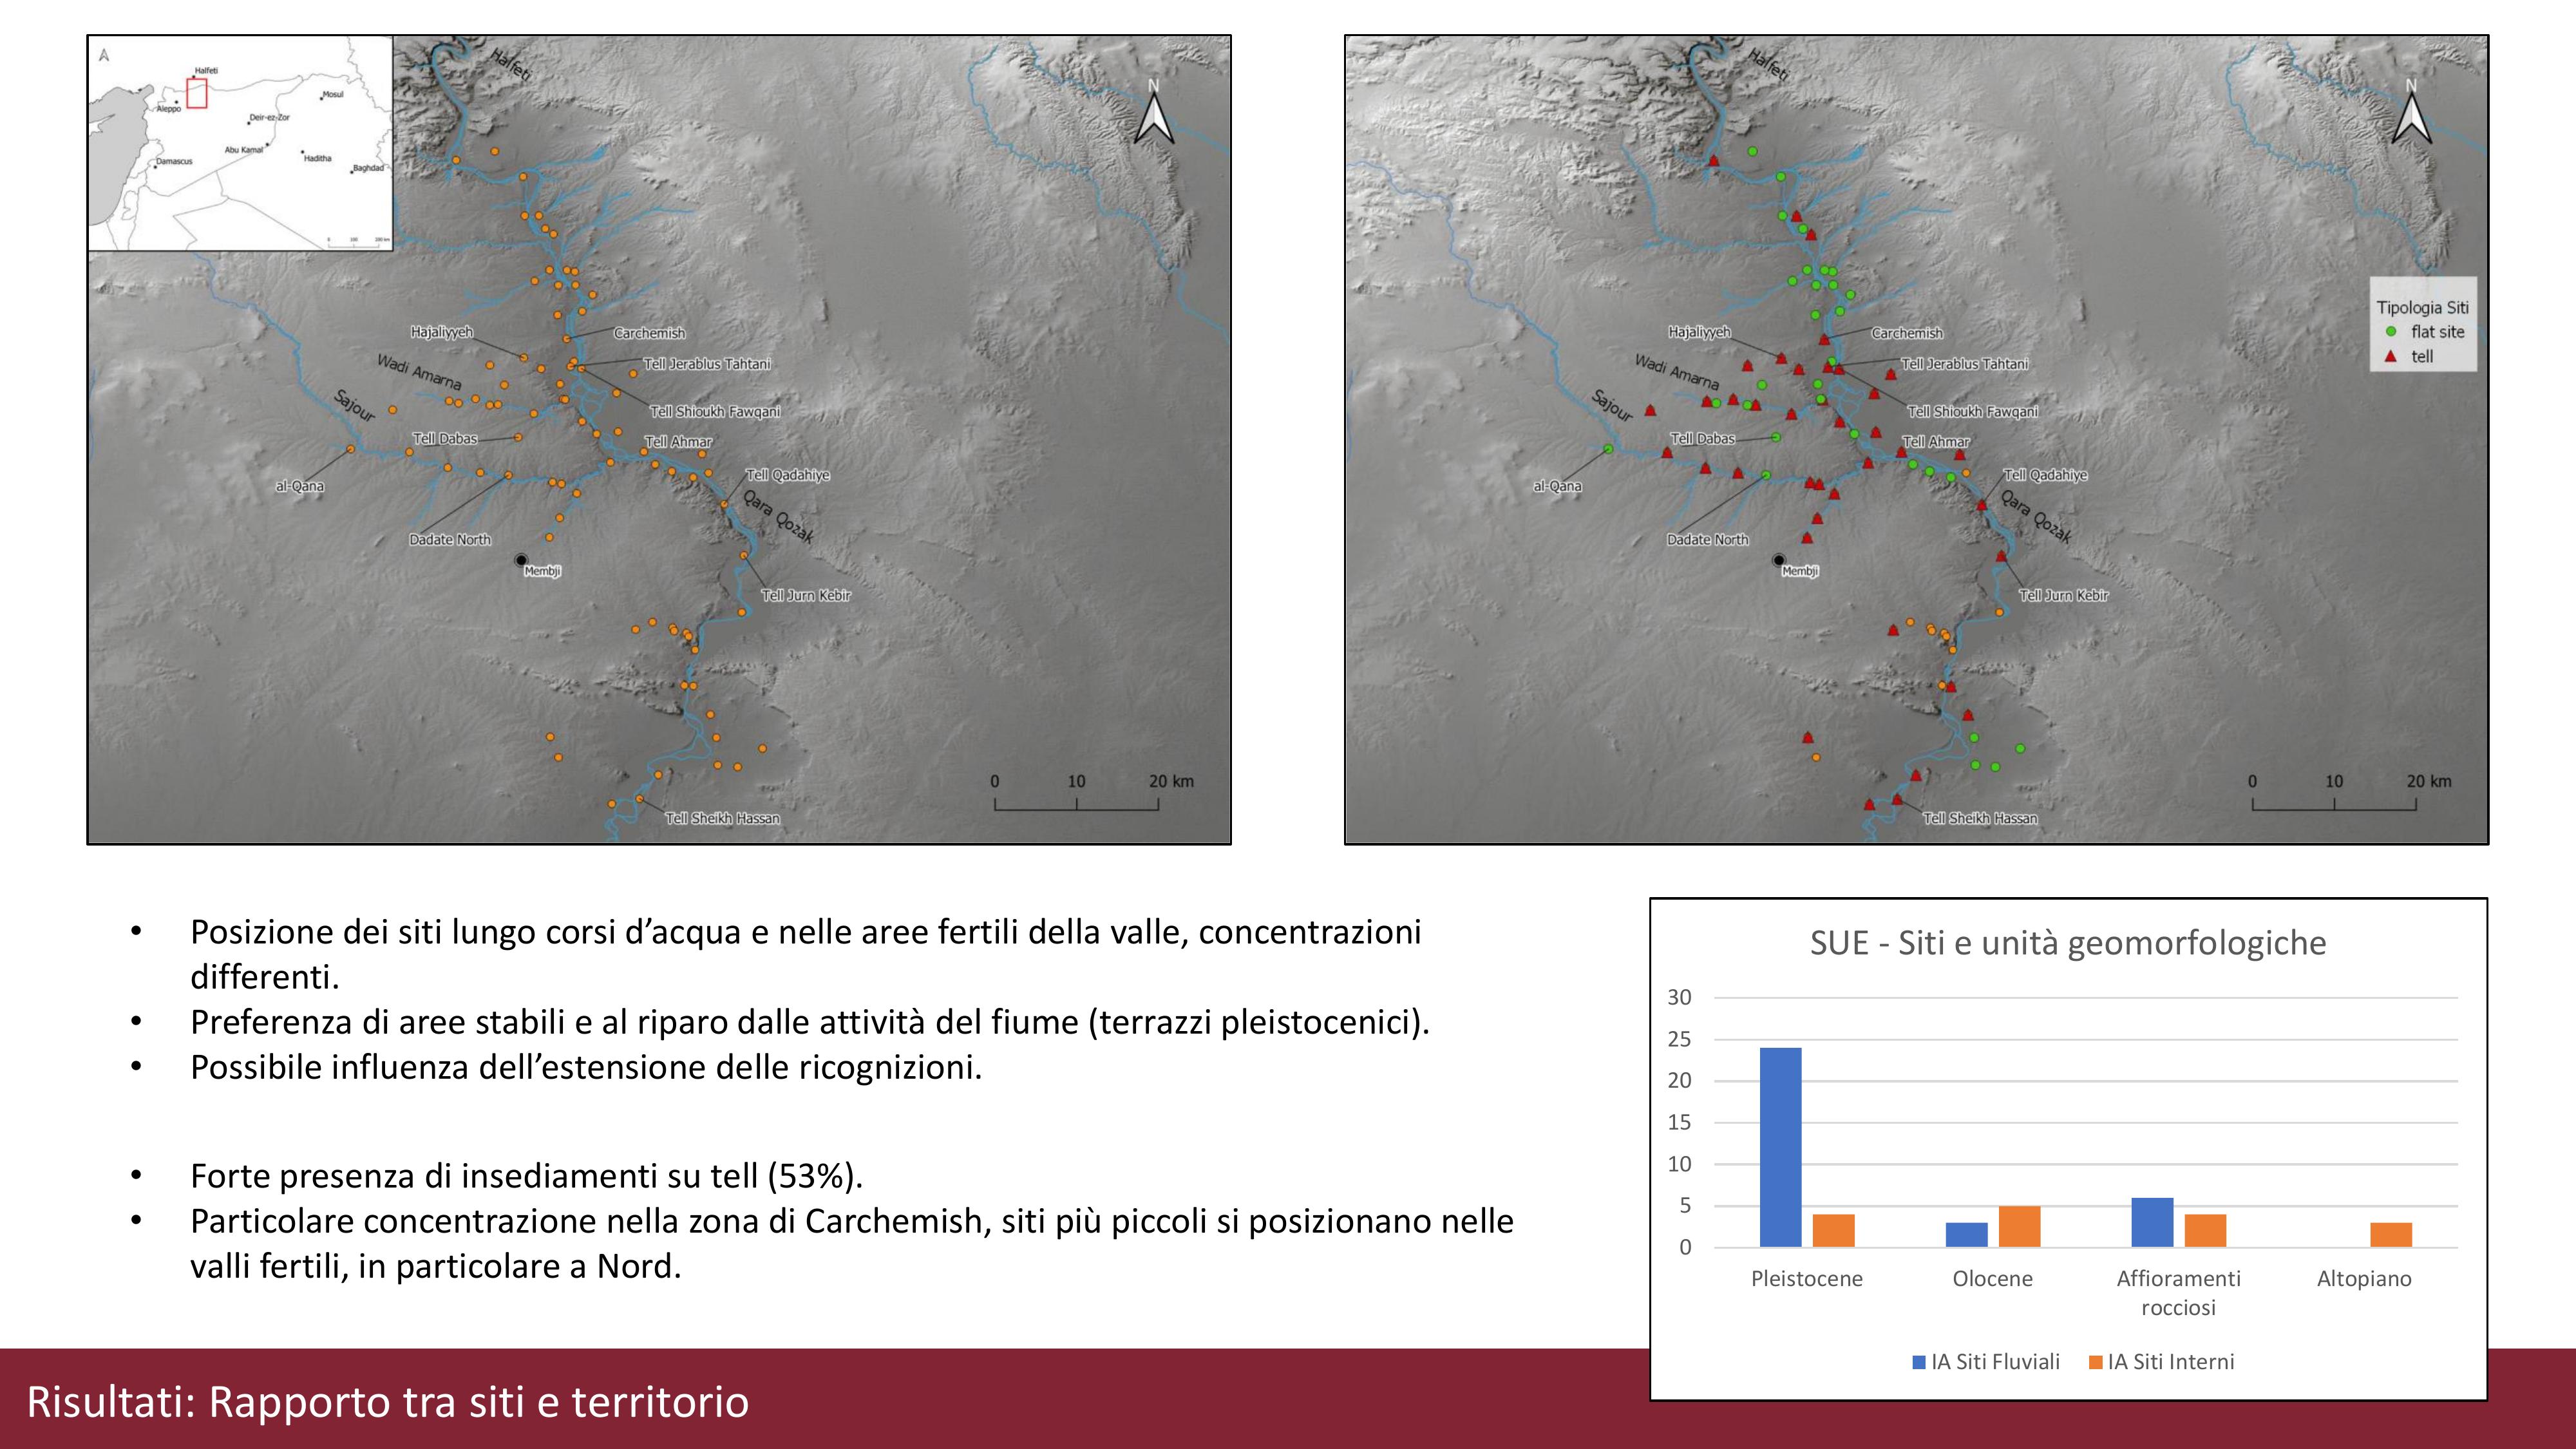 A
Halfeti
Aleppo
Mosul
Deir-ez-Zor
Abu Kamal
Haditha
Damascus
Baghdad
Halfeti
N
Hajaliyyeh
Carchemish
Wadi Amarna
Tell Jerablus Tahtani
Sajour
Tell Shioukh Fawqani
Tell Dabas
Tell Ahmar
al-Qana
Tell Qadahiye
Qara Qozak
Dadate North
Membji
Tell Jurn Kebir
0 10 20 km
Tell Sheikh Hassan
Halfeti
N
Tipologia Siti
flat site
tell
Hajaliyyeh
Carchemish
Wadi Amarna
Tell Jerablus Tahtani
Sajour
Tell Shioukh Fawqani
Tell Dabas
Tell Ahmar
al-Qana
Tell Qadahiye
Qara Qozak
Dadate North
Membji
Tell Jurn Kebir
0 10 20 km
Tell Sheikh Hassan
• Posizione dei siti lungo corsi d’acqua e nelle aree fertili della valle, concentrazioni
differenti.
• Preferenza di aree stabili e al riparo dalle attività del fiume (terrazzi pleistocenici).
• Possibile influenza dell’estensione delle ricognizioni.
• Forte presenza di insediamenti su tell (53%).
• Particolare concentrazione nella zona di Carchemish, siti più piccoli si posizionano nelle
valli fertili, in particolare a Nord.
SUE - Siti e unità geomorfologiche
30
25
20
15
10
5
0
Pleistocene Olocene Affioramenti Altopiano
rocciosi
IA Siti Fluviali IA Siti Interni
Risultati: Rapporto tra siti e territorio